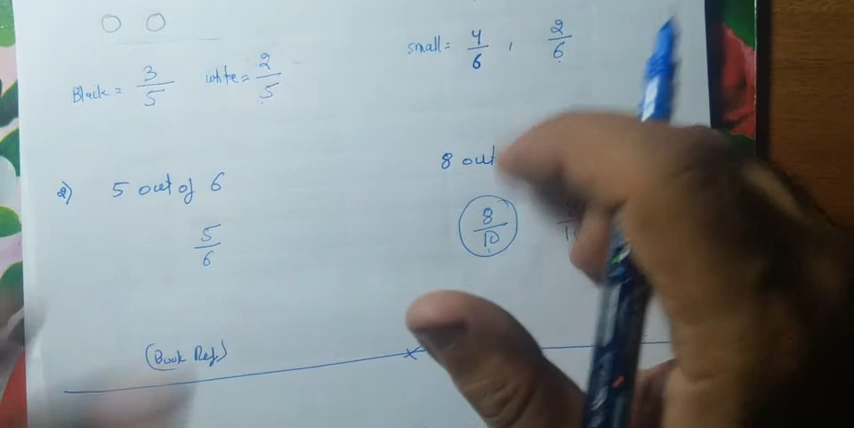 Black = 3/5 white = 2/5
small = 4/6 , 2/6
2) 5 out of 6
5/6
8 out
8/10
(Book Ref)